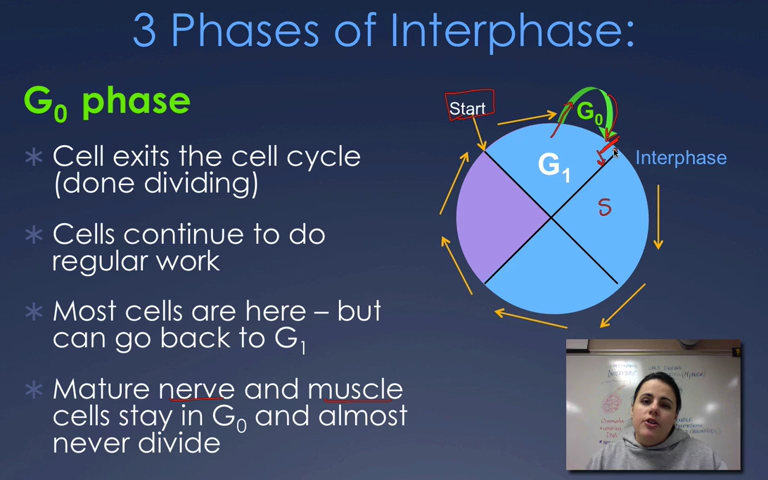 3 Phases of Interphase:
G₀ phase
Cell exits the cell cycle
(done dividing)
Cells continue to do
regular work
Most cells are here – but
can go back to G₁
Mature nerve and muscle
cells stay in G₀ and almost
never divide
Start
G₀
G₁
Interphase
S